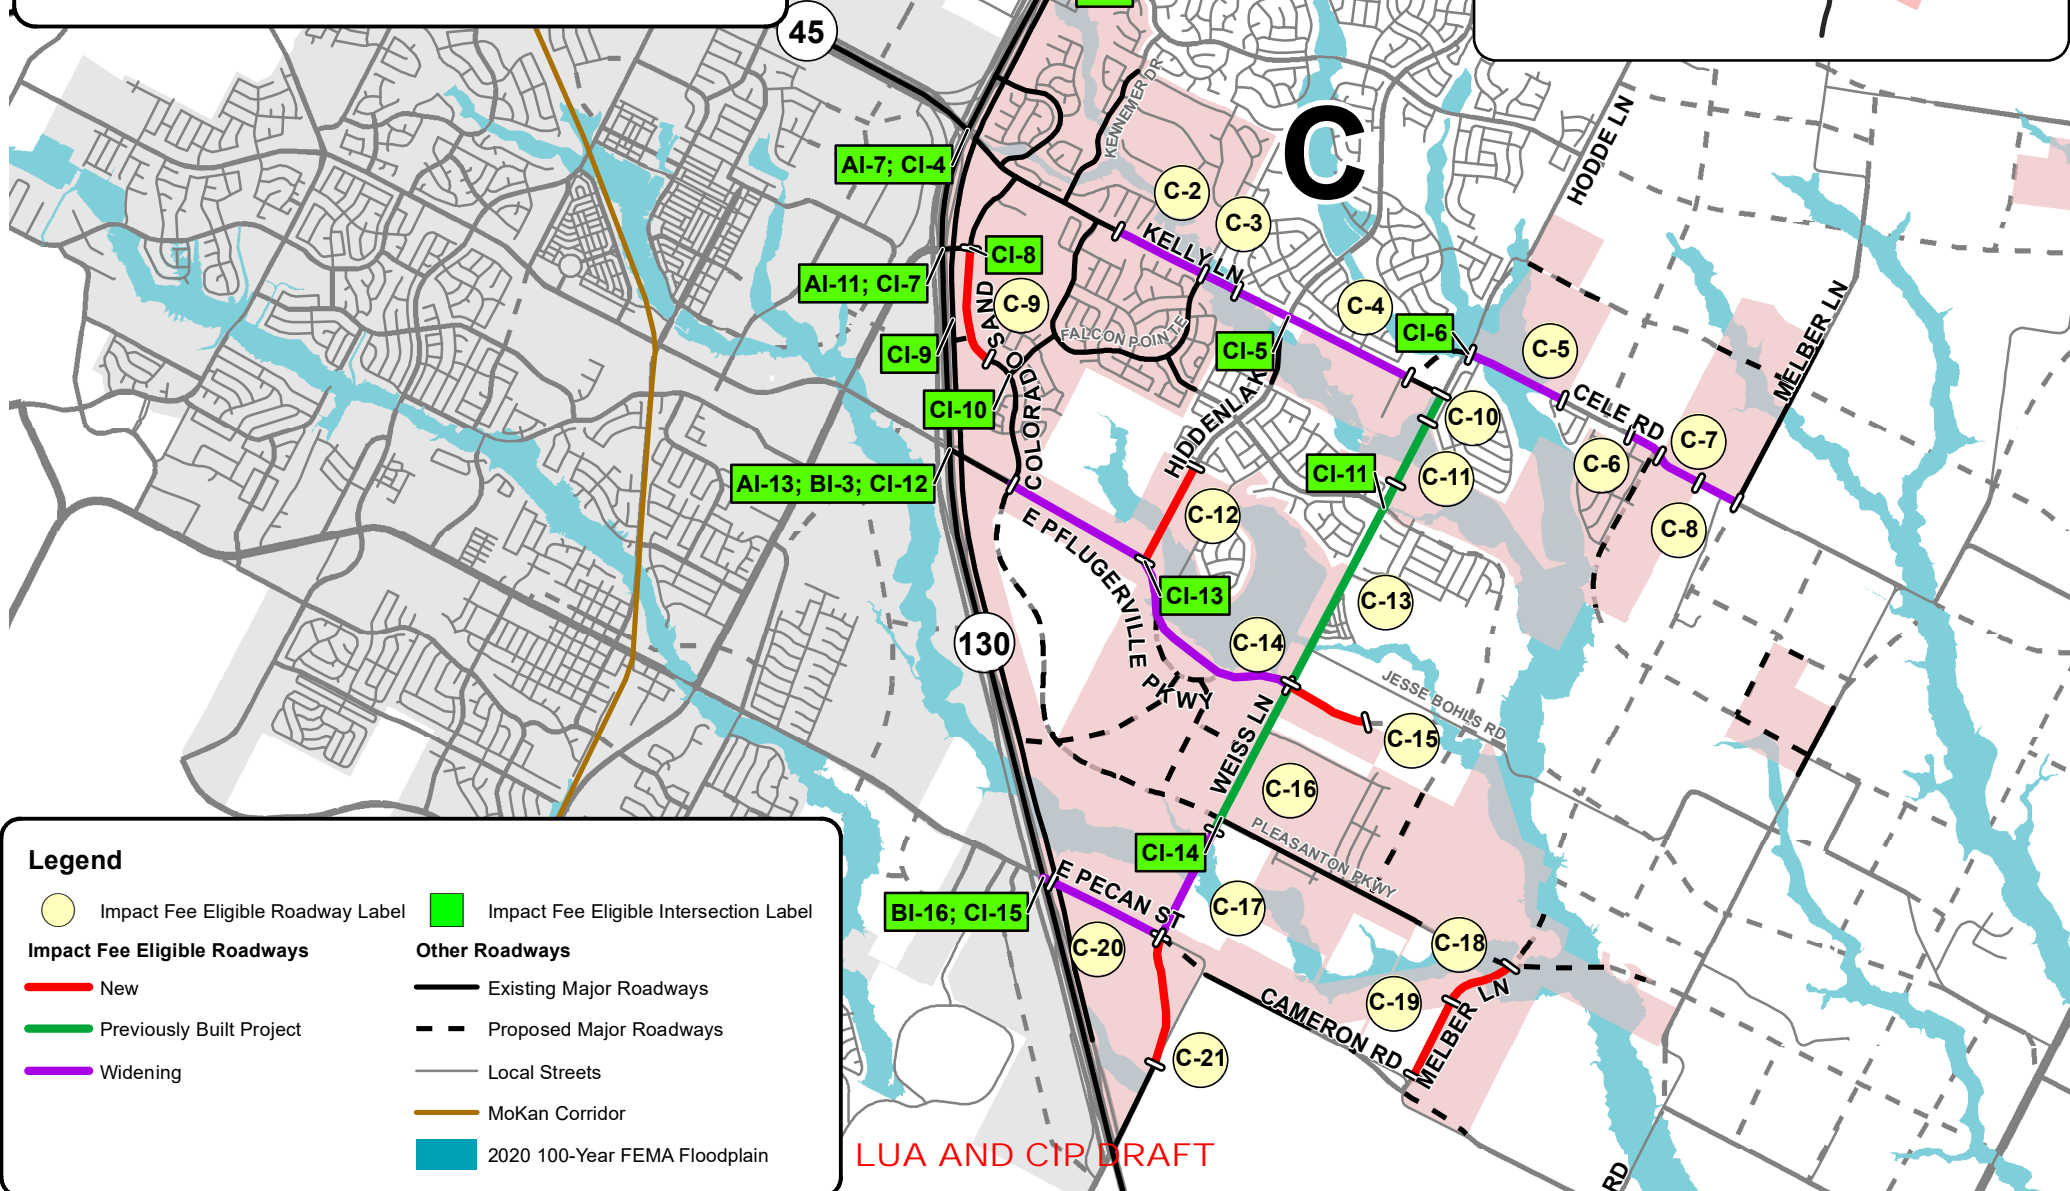 45
C
HODDE LN
KENNEMER DR
AI-7; CI-4
C-2
C-3
KELLY LN
CI-8
AI-11; CI-7
C-9
SAND
C-4
CI-6
C-5
MELBER LN
FALCON POINTE
CI-9
CI-5
CI-10
COLORADO
HIDDENLAK
CELE RD
C-10
C-7
C-6
C-11
CI-11
AI-13; BI-3; CI-12
C-12
C-8
E PFLUGERVILLE PKWY
CI-13
C-13
130
C-14
JESSE BOHLS RD
WEISS LN
C-15
C-16
PLEASANTON PKWY
CI-14
E PECAN ST
BI-16; CI-15
C-17
C-20
C-18
C-19
MELBER LN
CAMERON RD
C-21
RD
LUA AND CIP DRAFT
Legend
Impact Fee Eligible Roadway Label
Impact Fee Eligible Intersection Label
Impact Fee Eligible Roadways
New
Previously Built Project
Widening
Other Roadways
Existing Major Roadways
Proposed Major Roadways
Local Streets
MoKan Corridor
2020 100-Year FEMA Floodplain